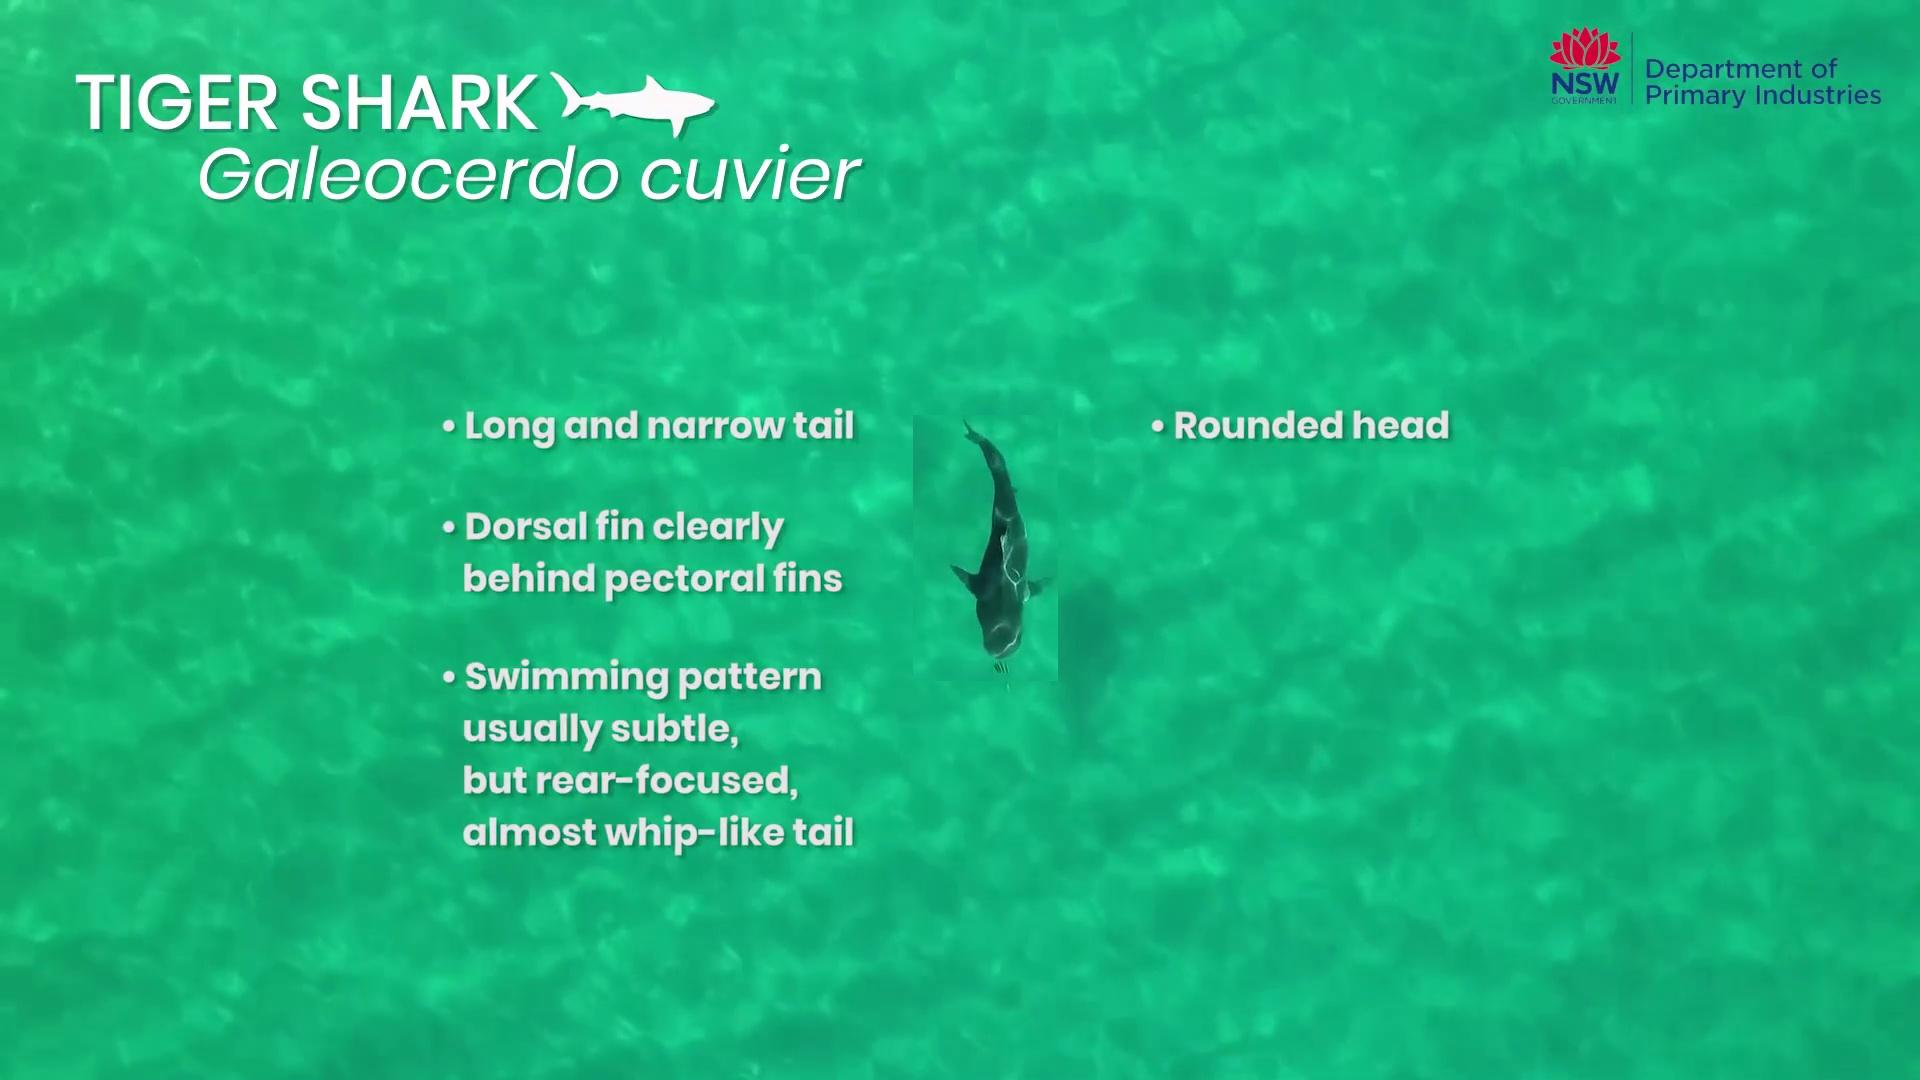 TIGER SHARK
Galeocerdo cuvier
NSW
GOVERNMENT
Department of
Primary Industries
• Long and narrow tail
• Dorsal fin clearly
behind pectoral fins
• Swimming pattern
usually subtle,
but rear-focused,
almost whip-like tail
• Rounded head